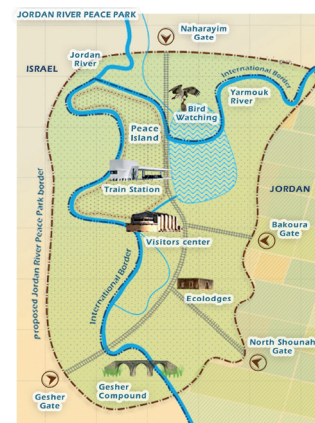 JORDAN RIVER PEACE PARK
Naharayim
Gate
Jordan
River
ISRAEL
International Border
Yarmouk
River
Bird
Watching
Peace
Island
Train Station
JORDAN
Visitors center
Bakoura
Gate
proposed Jordan River Peace Park border
International Border
Ecolodges
North Shounah
Gate
Gesher
Compound
Gesher
Gate